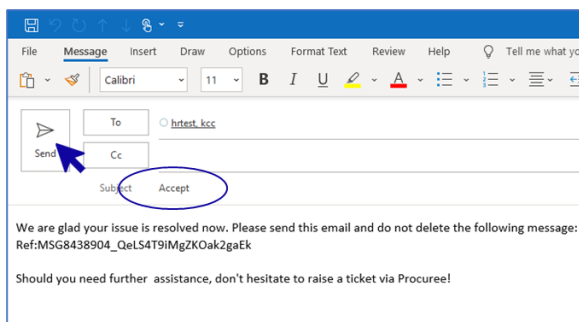 File Message Insert Draw Options Format Text Review Help Tell me what yo
Calibri 11 B I U A
To hrtest, kcc
Send Cc
Subject Accept
We are glad your issue is resolved now. Please send this email and do not delete the following message:
Ref:MSG8438904_QeLS4T9iMgZKOak2gaEk
Should you need further assistance, don't hesitate to raise a ticket via Procuree!